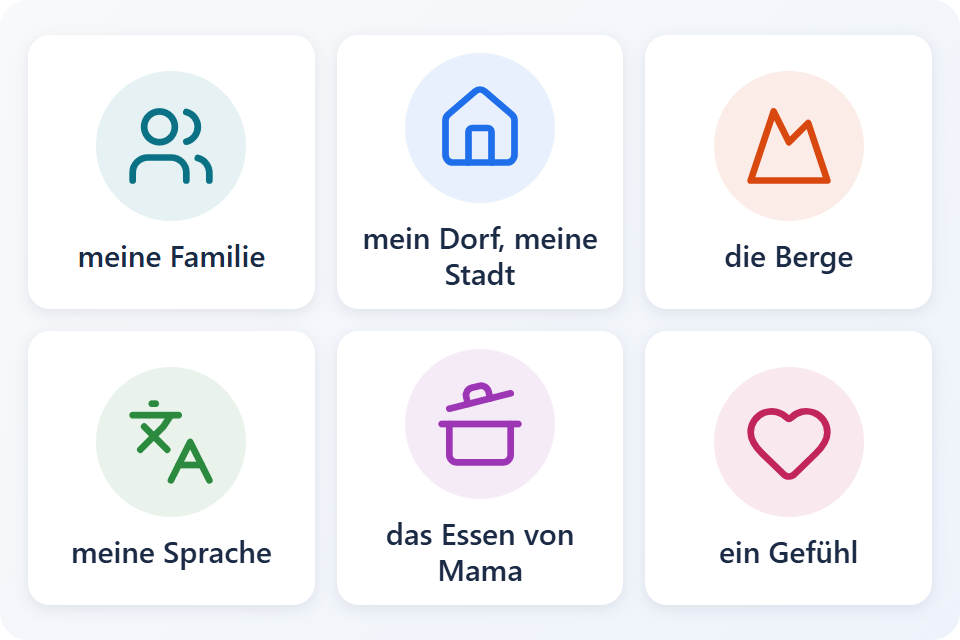 meine Familie
mein Dorf, meine
Stadt
die Berge
meine Sprache
das Essen von
Mama
ein Gefühl